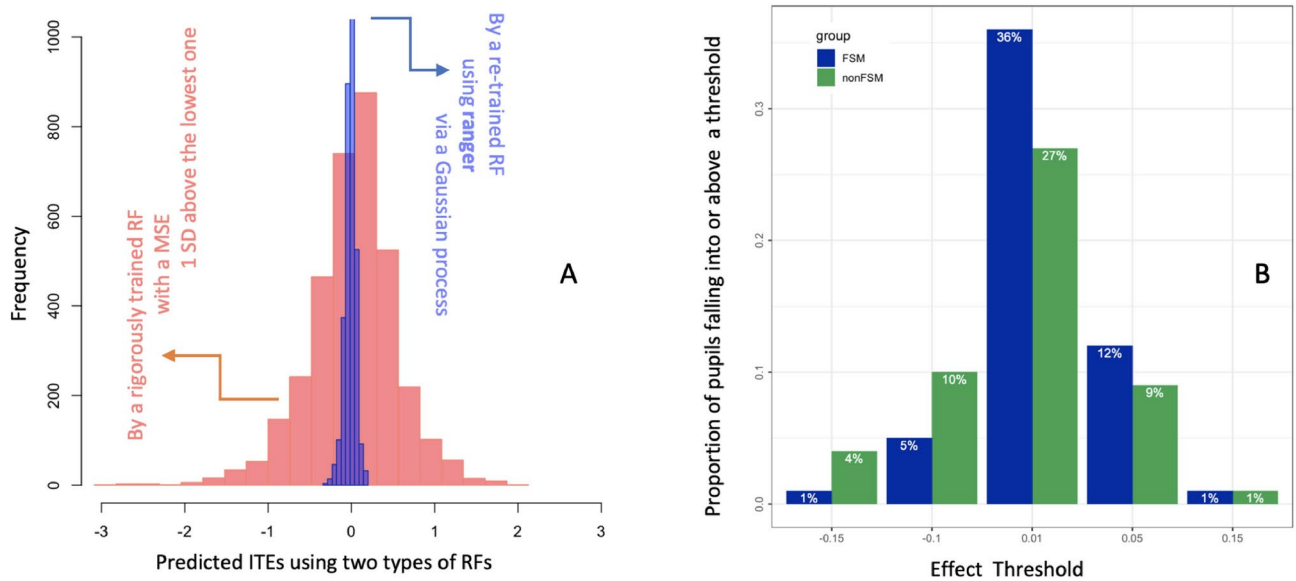 1000
800
600
400
200
0
Frequency
-3
-2
-1
0
1
2
3
Predicted ITEs using two types of RFs
By a rigorously trained RF
with a MSE
1 SD above the lowest one
By a re-trained RF
using ranger
via a Gaussian process
A
Proportion of pupils falling into or above a threshold
0.3
0.2
0.1
0.0
group
FSM
nonFSM
1%
4%
5%
10%
36%
27%
12%
9%
1%
1%
B
-0.15
-0.1
0.01
0.05
0.15
Effect Threshold